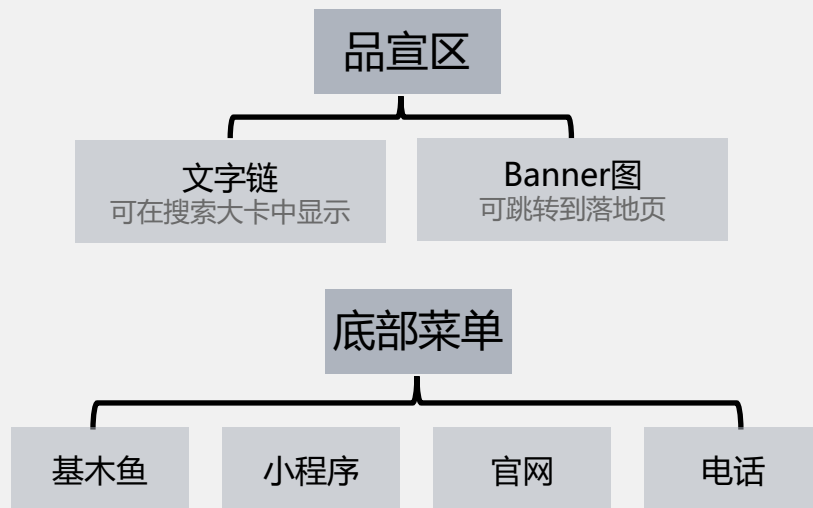 品宣区
文字链
可在搜索大卡中显示
Banner图
可跳转到落地页
底部菜单
基木鱼
小程序
官网
电话